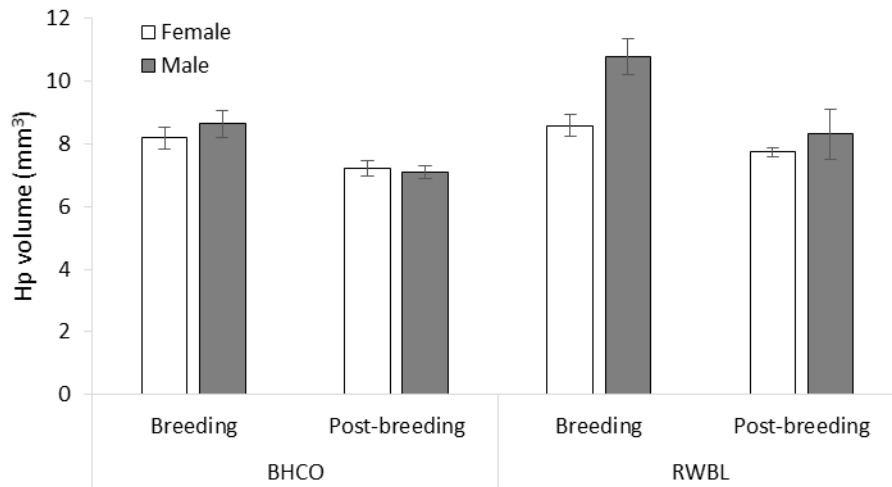 Female
Male
Hp volume (mm³)
12
10
8
6
4
2
0
Breeding Post-breeding Breeding Post-breeding
BHCO RWBL